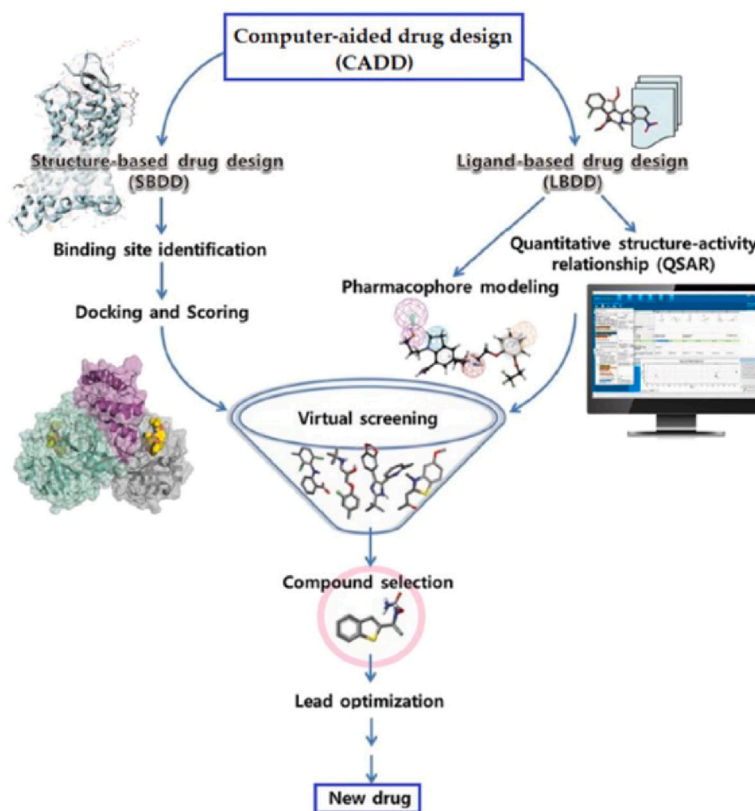 Computer-aided drug design
(CADD)
Structure-based drug design
(SBDD)
Ligand-based drug design
(LBDD)
Binding site identification
Quantitative structure-activity
relationship (QSAR)
Pharmacophore modeling
Docking and Scoring
Virtual screening
Compound selection
Lead optimization
New drug